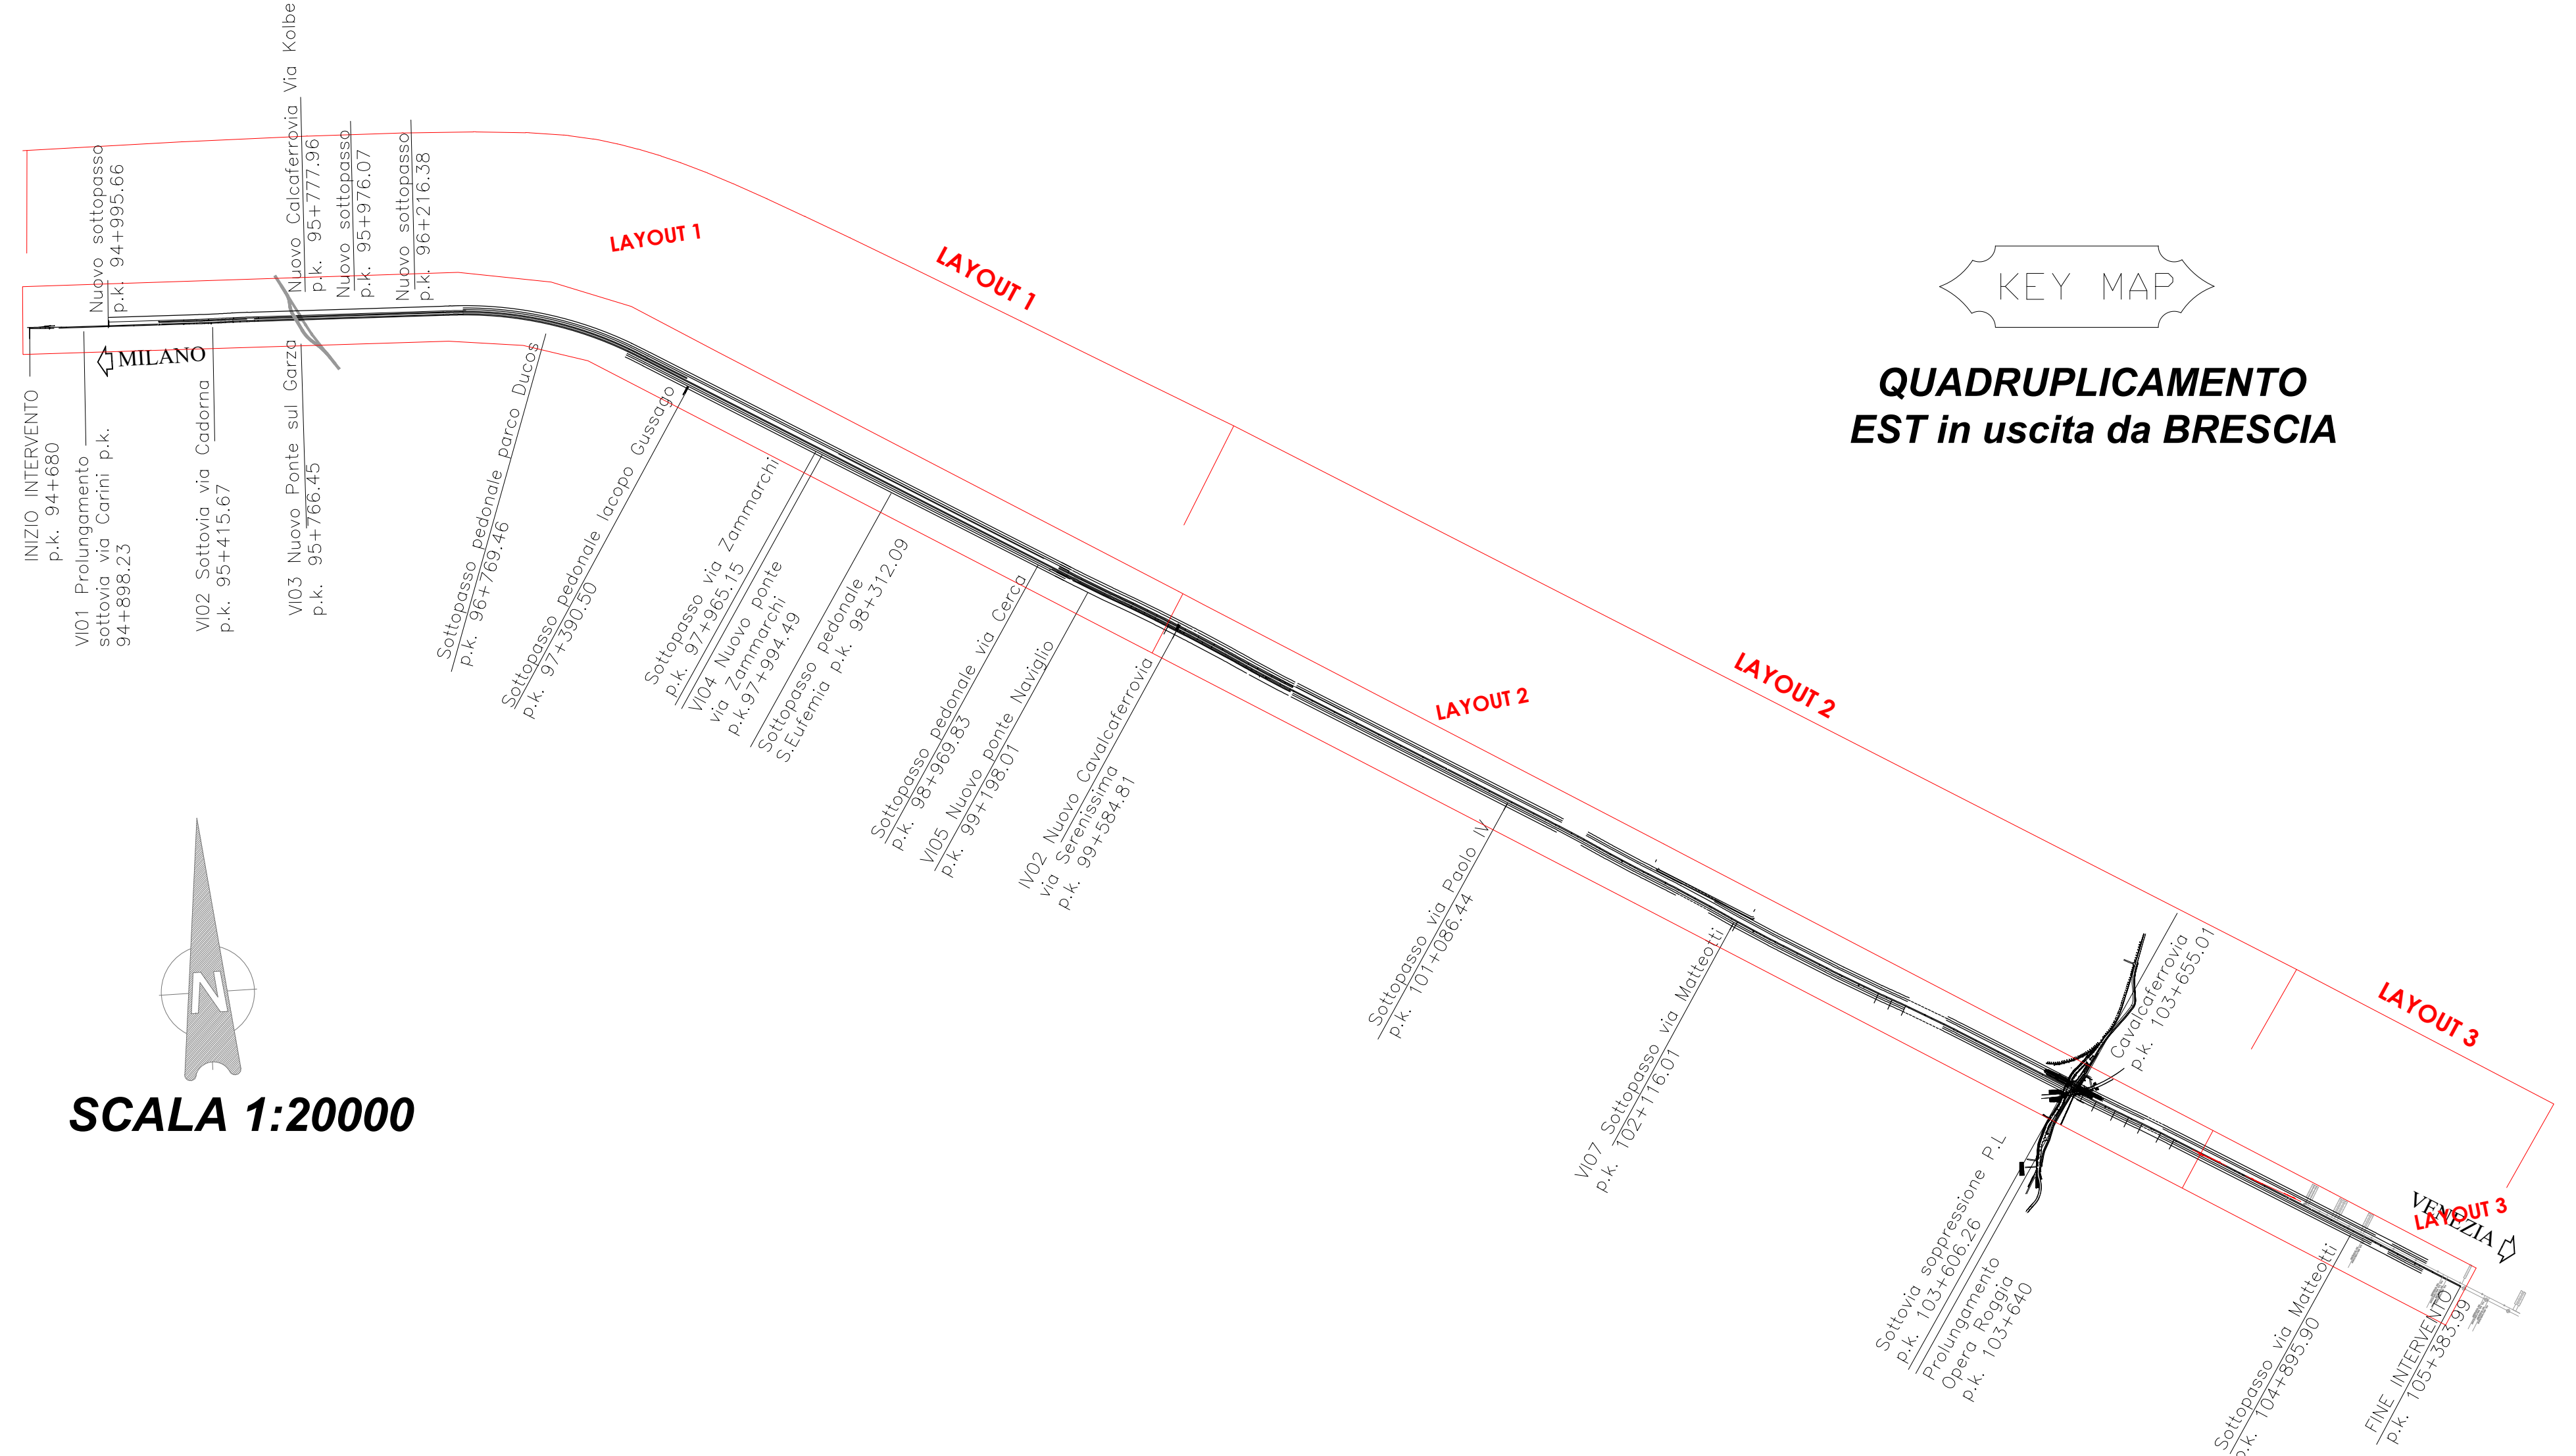 Nuovo sottopasso
p.k. 94+995.66
Nuovo Calcaferrovia Via Kolbe
p.k. 95+777.96
Nuovo sottopasso
p.k. 95+976.07
Nuovo sottopasso
p.k. 96+216.38
LAYOUT 1
LAYOUT 1
KEY MAP
QUADRUPLICAMENTO
EST in uscita da BRESCIA
MILANO
INIZIO INTERVENTO
p.k. 94+680
VI01 Prolungamento
sottovia via Carini p.k.
94+898.23
VI02 Sottovia via Cadorna
p.k. 95+415.67
VI03 Nuovo Ponte sul Garza
p.k. 95+766.45
Sottopasso pedonale parco Ducos
p.k. 96+769.46
Sottopasso pedonale Iacopo Gussago
p.k. 97+390.50
Sottopasso via Zammarchi
p.k. 97+965.15
VI04 Nuovo ponte
via Zammarchi
p.k.97+994.49
Sottopasso pedonale
S.Eufemia p.k. 98+312.09
Sottopasso pedonale via Cerca
p.k. 98+969.83
VI05 Nuovo ponte Naviglio
p.k. 99+198.01
IV02 Nuovo Cavalcaferrovia
via Serenissima
p.k. 99+584.81
LAYOUT 2
LAYOUT 2
Sottopasso via Paolo IV
p.k. 101+086.44
VI07 Sottopasso via Matteotti
p.k. 102+116.01
Cavalcaferrovia
p.k. 103+655.01
Sottovia soppressione P.L
p.k. 103+606.26
Prolungamento
Opera Roggia
p.k. 103+640
LAYOUT 3
LAYOUT 3
VENEZIA
Sottopasso via Matteotti
p.k. 104+895.90
FINE INTERVENTO
p.k. 105+383.99
N
SCALA 1:20000